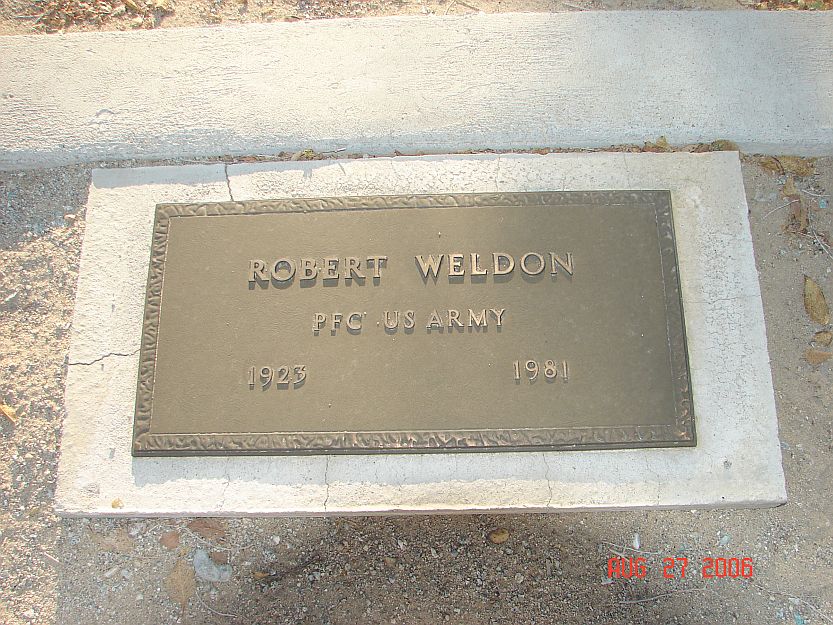 ROBERT WELDON
PFC US ARMY
1923 1981
AUG 27 2006